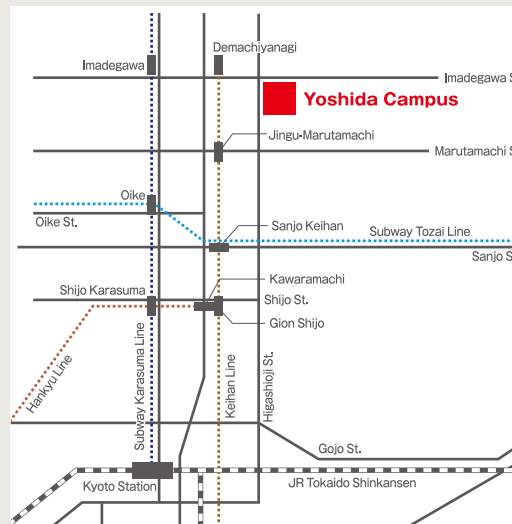 Demachiyanagi
Imadegawa
Imadegawa S
Yoshida Campus
Jingu-Marutamachi
Marutamachi S
Oike
Oike St.
Sanjo Keihan
Subway Tozai Line
Sanjo S
Kawaramachi
Shijo Karasuma
Shijo St.
Gion Shijo
Hankyu Line
Subway Karasuma Line
Keihan Line
Higashioji St.
Gojo St.
Kyoto Station
JR Tokaido Shinkansen